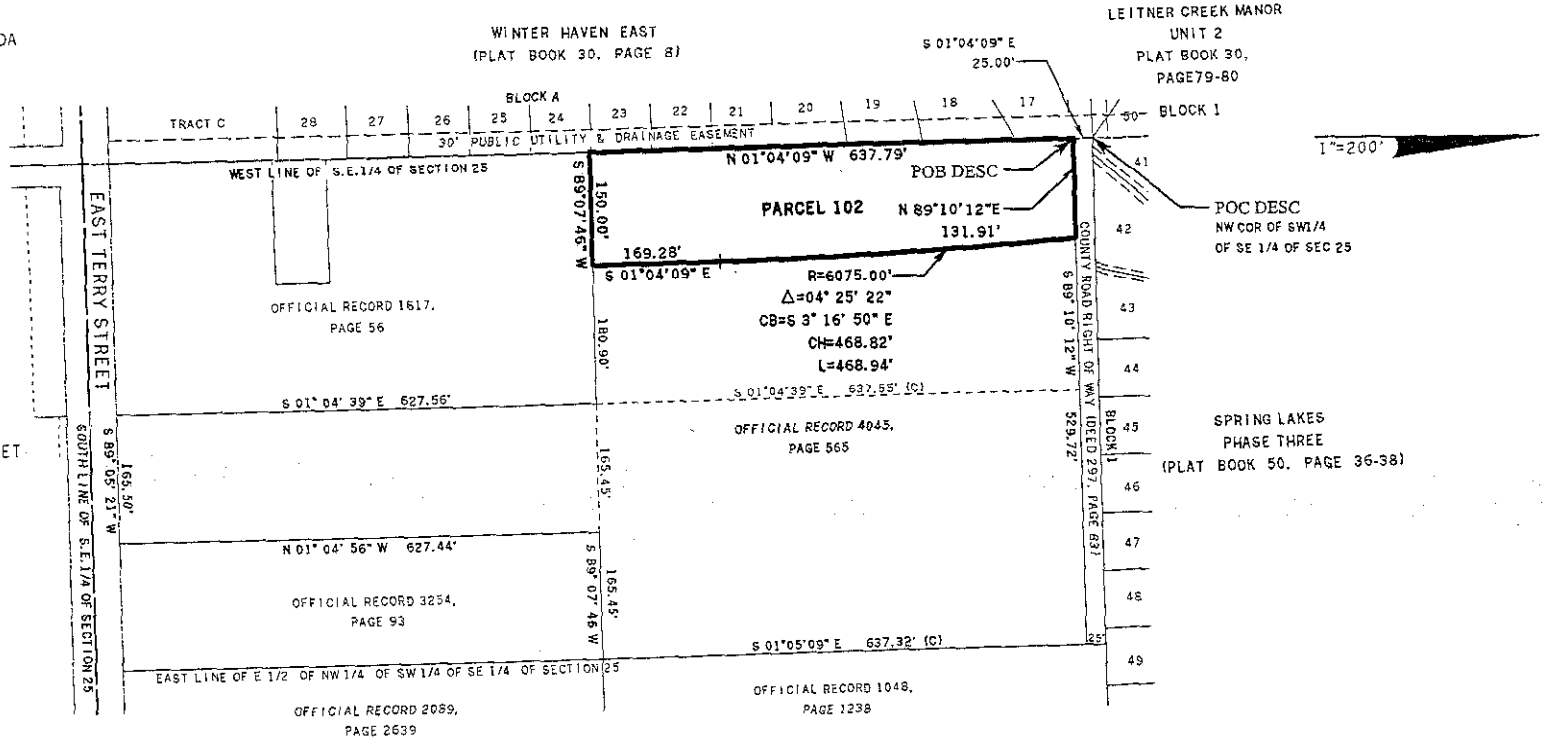 DA
WINTER HAVEN EAST
(PLAT BOOK 30, PAGE 8)
LEITNER CREEK MANOR
UNIT 2
PLAT BOOK 30,
PAGE79-80
S 01°04'09" E
25.00'
BLOCK A
TRACT C
28
27
26
25
24
23
22
21
20
19
18
17
50
BLOCK 1
30' PUBLIC UTILITY & DRAINAGE EASEMENT
1"=200'
WEST LINE OF S.E.1/4 OF SECTION 25
N 01°04'09" W 637.79'
POB DESC
41
EAST TERRY STREET
S 89°07'46" W
150.00'
PARCEL 102
N 89°10'12"E
131.91'
POC DESC
NW COR OF SW1/4
OF SE 1/4 OF SEC 25
42
169.28'
S 01°04'09" E
R=6075.00'
Δ=04° 25' 22"
CB=S 3° 16' 50" E
CH=468.82'
L=468.94'
OFFICIAL RECORD 1617,
PAGE 56
180.90'
COUNTY ROAD RIGHT OF WAY (DEED 297, PAGE 83)
S 89° 10' 12" W
529.72'
43
44
S 01° 04' 39" E 627.56'
S 01°04'39" E 637.55' (C)
OFFICIAL RECORD 4045,
PAGE 565
BLOCK 1
45
SPRING LAKES
PHASE THREE
(PLAT BOOK 50, PAGE 36-38)
ET
SOUTH LINE OF S.E.1/4 OF SECTION 25
S 89° 05' 21" W
165.50'
165.45'
46
N 01° 04' 56" W 627.44'
47
OFFICIAL RECORD 3254,
PAGE 93
S 89° 07' 46 W
165.45'
48
S 01°05'09" E 637.32' (C)
25'
49
EAST LINE OF E 1/2 OF NW 1/4 OF SW 1/4 OF SE 1/4 OF SECTION 25
OFFICIAL RECORD 2089,
PAGE 2639
OFFICIAL RECORD 1048,
PAGE 1238